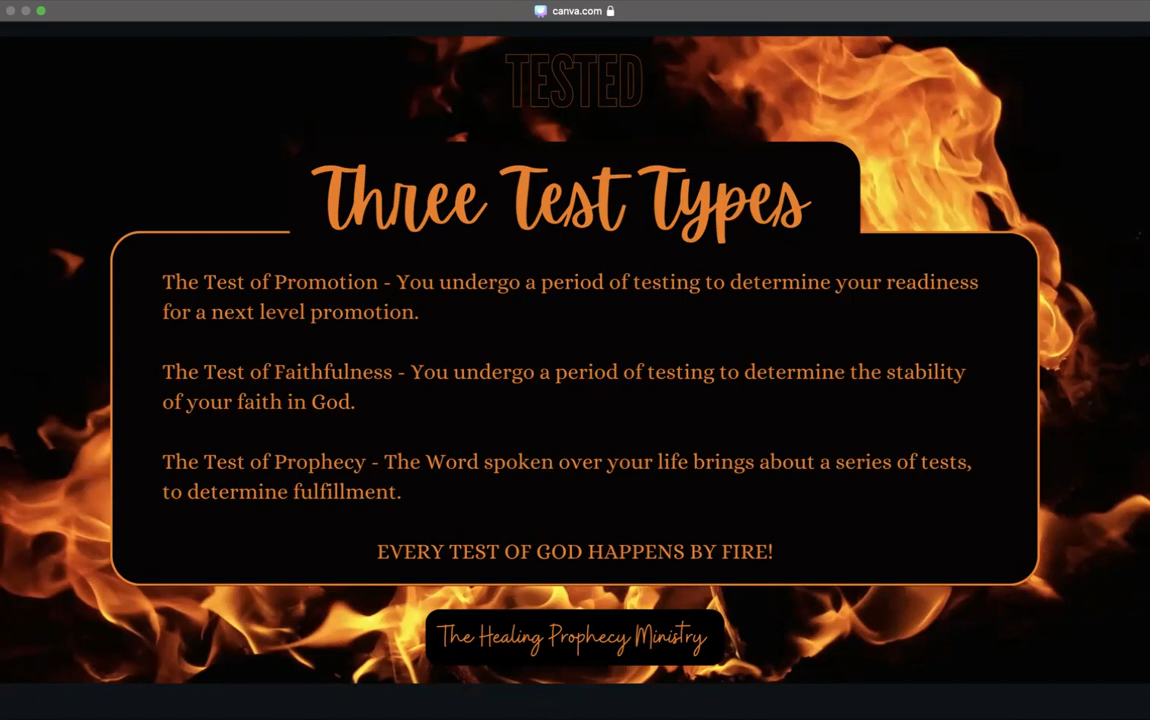 canva.com
TESTED
Three Test Types
The Test of Promotion - You undergo a period of testing to determine your readiness
for a next level promotion.
The Test of Faithfulness - You undergo a period of testing to determine the stability
of your faith in God.
The Test of Prophecy - The Word spoken over your life brings about a series of tests,
to determine fulfillment.
EVERY TEST OF GOD HAPPENS BY FIRE!
The Healing Prophecy Ministry